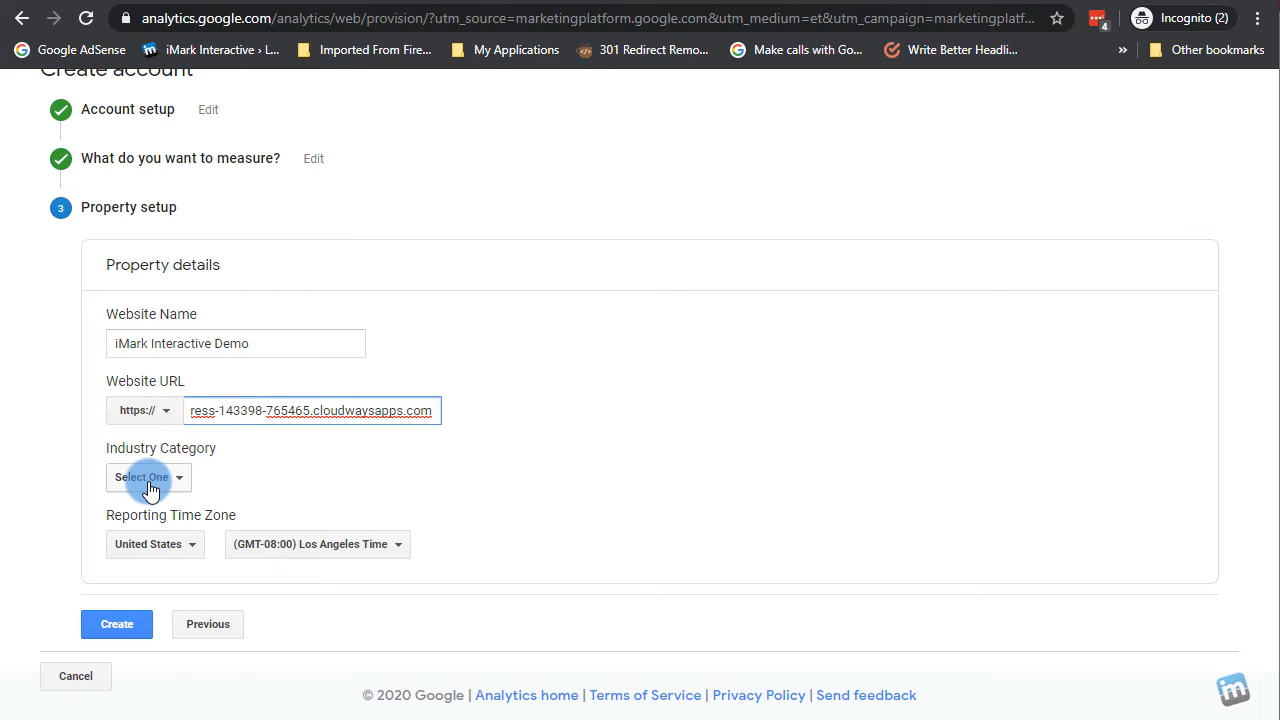 analytics.google.com/analytics/web/provision/?utm_source=marketingplatform.google.com&utm_medium=et&utm_campaign=marketingplatf...
4
Incognito (2)
Google AdSense
iMark Interactive › L...
Imported From Fire...
My Applications
301 Redirect Remo...
Make calls with Go...
Write Better Headli...
»
Other bookmarks
Create account
Account setup Edit
What do you want to measure? Edit
3 Property setup
Property details
Website Name
iMark Interactive Demo
Website URL
https:// ress-143398-765465.cloudwaysapps.com
Industry Category
Select One
Reporting Time Zone
United States (GMT-08:00) Los Angeles Time
Create Previous
Cancel
© 2020 Google | Analytics home | Terms of Service | Privacy Policy | Send feedback
im